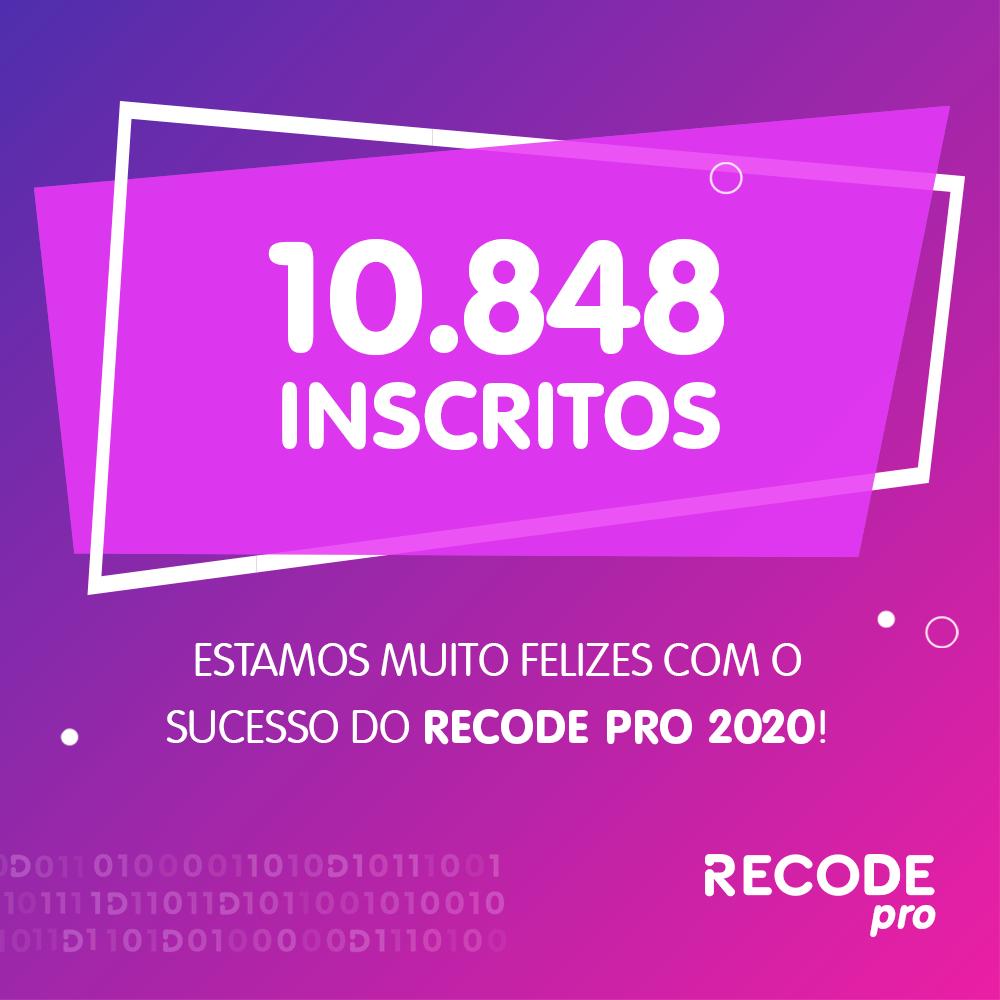 10.848
INSCRITOS
ESTAMOS MUITO FELIZES COM O
SUCESSO DO RECODE PRO 2020!
RECODE
pro